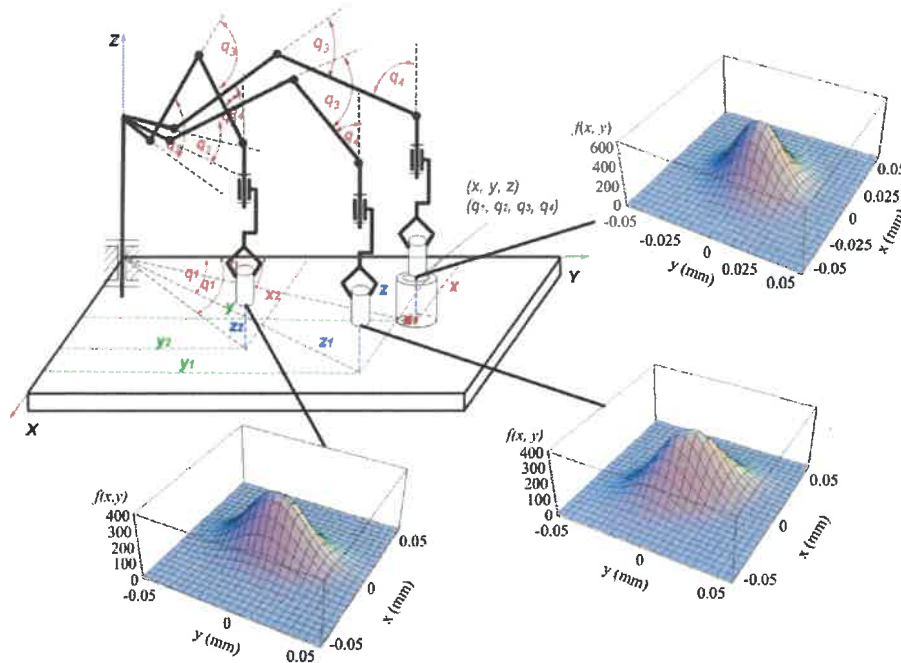 Z
q₃
q₃
q₄
q₃
q₄
q₄
q₂
q₃
(x, y, z)
(q₁, q₂, q₃, q₄)
q₁
q₁
x₂
y
z₂
z
x
x₁
Y
y₂
z₁
y₁
X
f(x, y)
600
400
200
0
-0.05
-0.025
0
0.025
0.05
y (mm)
0.05
0.025
0
-0.025
-0.05
x (mm)
f(x, y)
400
300
200
100
0
-0.05
0
0.05
y (mm)
0.05
0
-0.05
x (mm)
f(x,y)
400
300
200
100
0
-0.05
0
0.05
y (mm)
0.05
0
-0.05
x (mm)